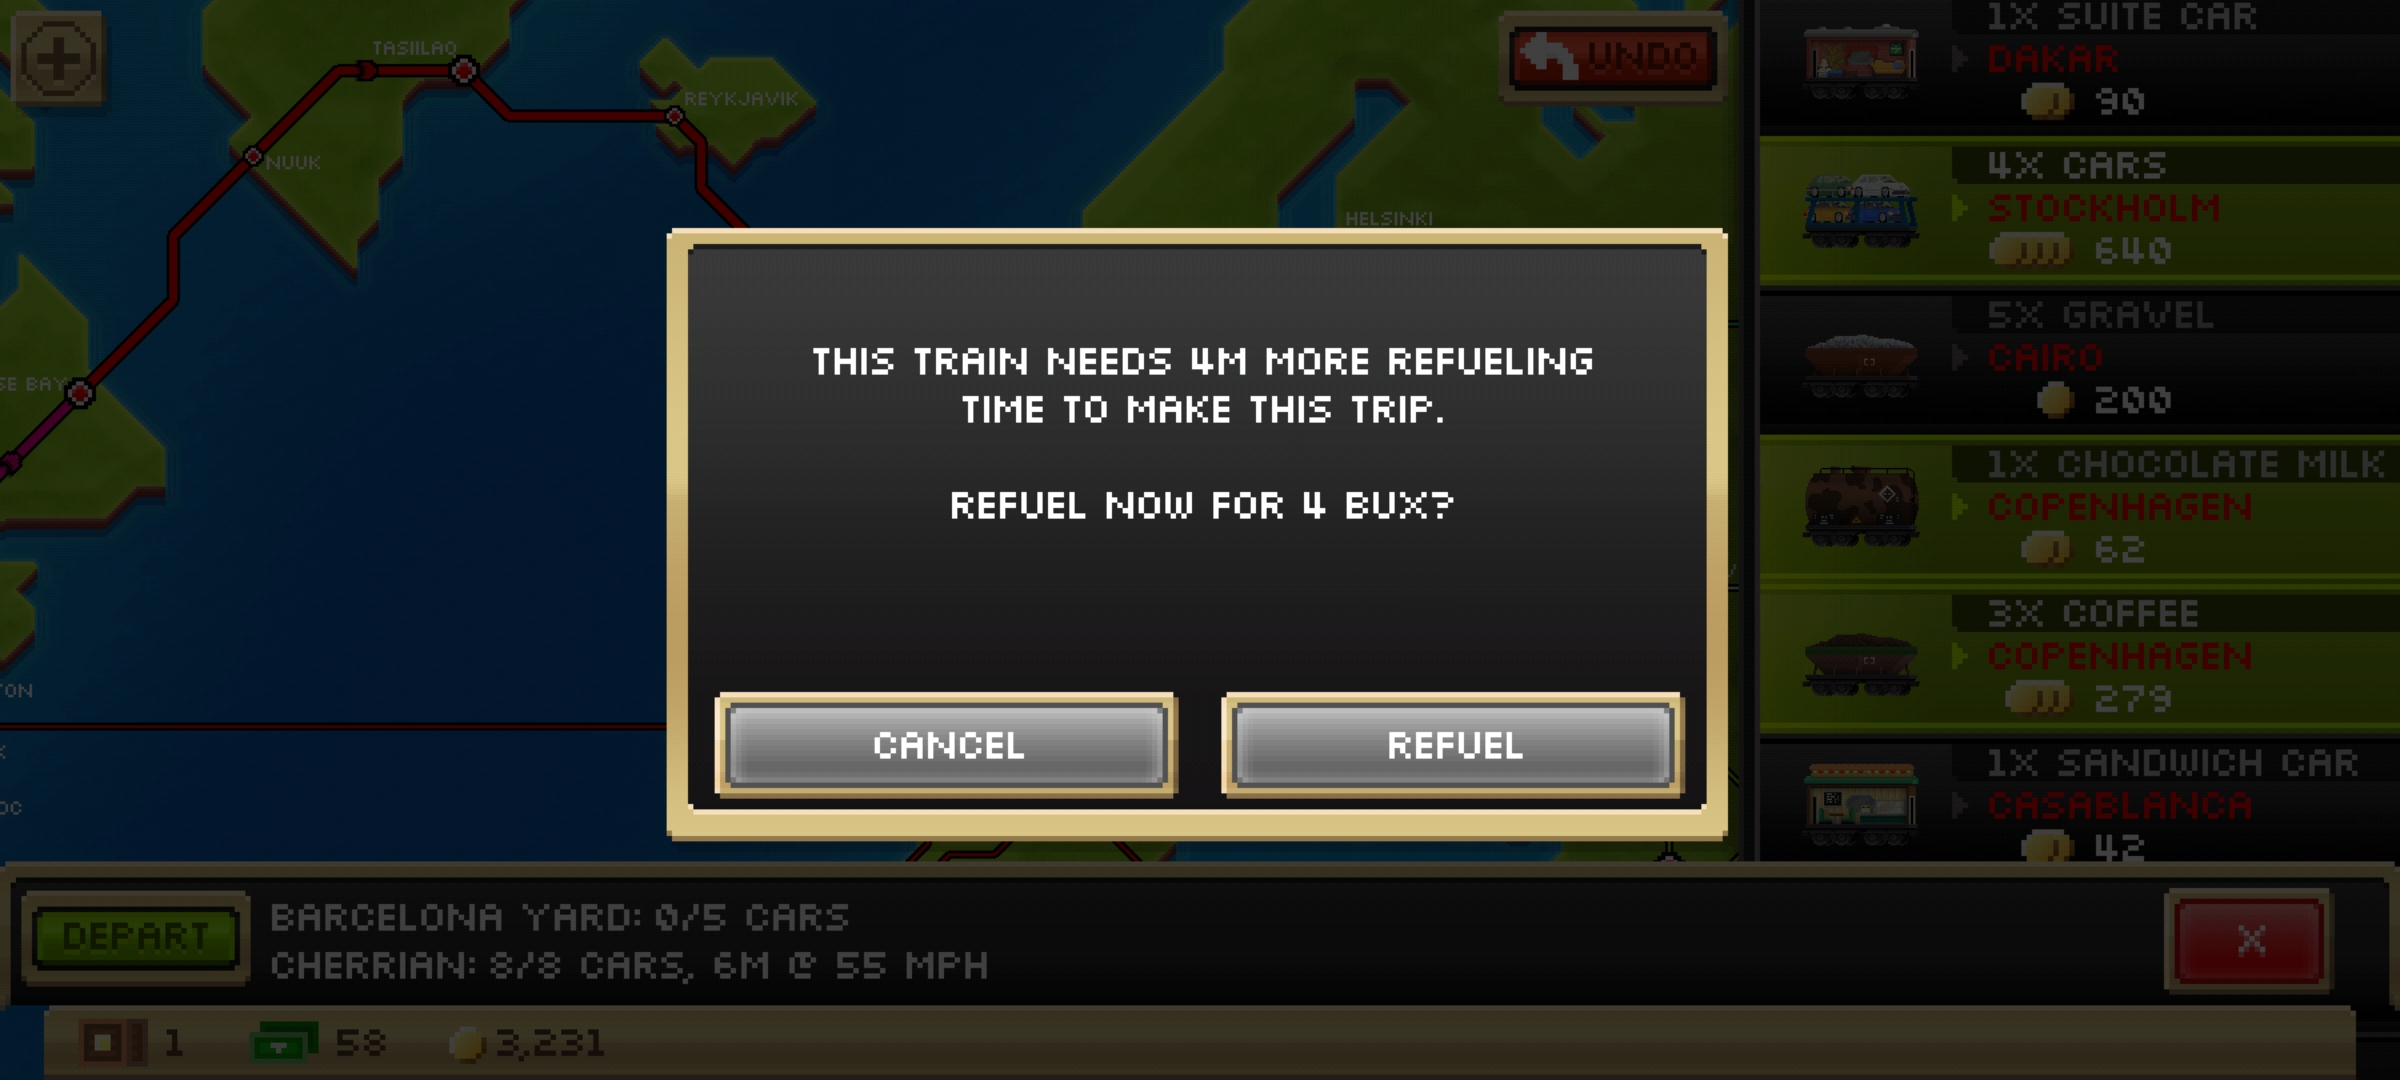 TASIILAQ
REYKJAVIK
NUUK
HELSINKI
SE BAY
TON
UNDO
1X SUITE CAR
DAKAR
90
4X CARS
STOCKHOLM
640
5X GRAVEL
CAIRO
200
1X CHOCOLATE MILK
COPENHAGEN
62
3X COFFEE
COPENHAGEN
279
1X SANDWICH CAR
CASABLANCA
42
THIS TRAIN NEEDS 4M MORE REFUELING
TIME TO MAKE THIS TRIP.
REFUEL NOW FOR 4 BUX?
CANCEL
REFUEL
DEPART
BARCELONA YARD: 0/5 CARS
CHERRIAN: 8/8 CARS, 6M @ 55 MPH
X
1
58
3,231